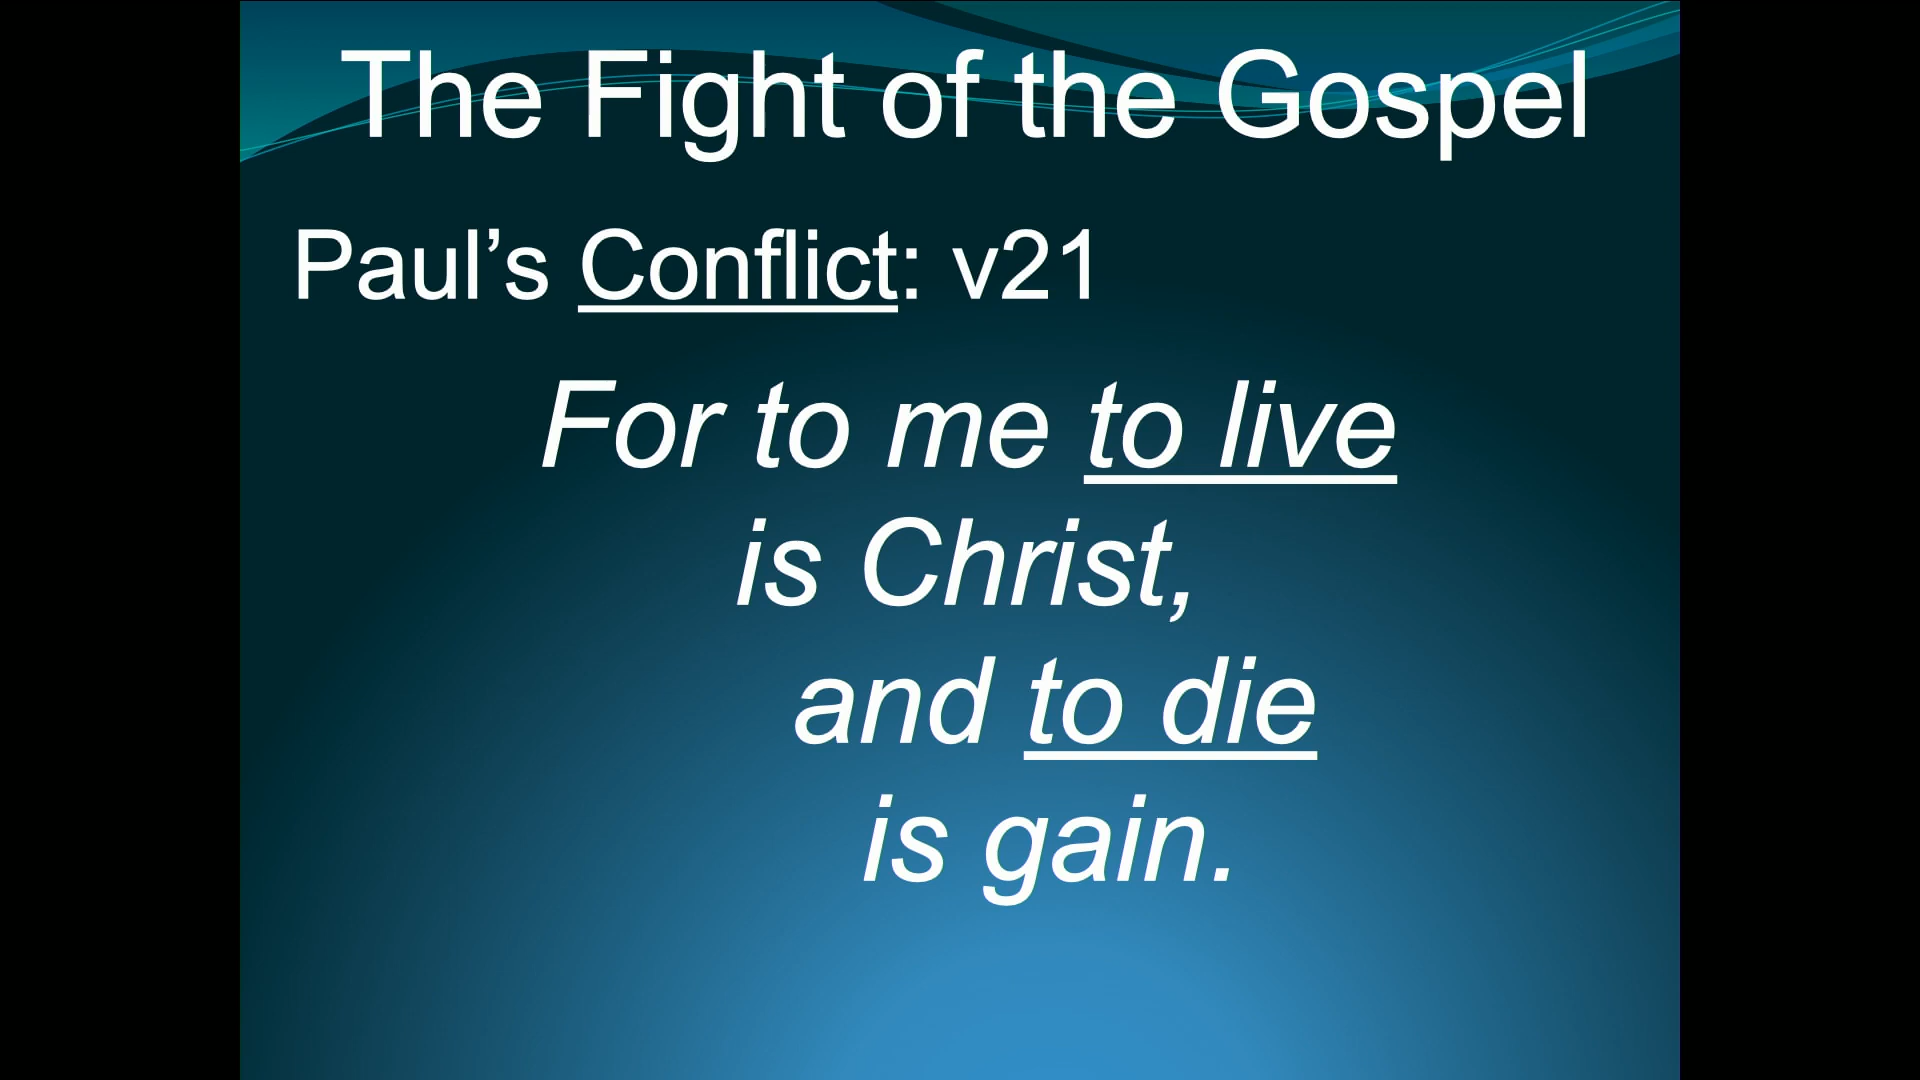 The Fight of the Gospel
Paul’s Conflict: v21
For to me to live
is Christ,
and to die
is gain.